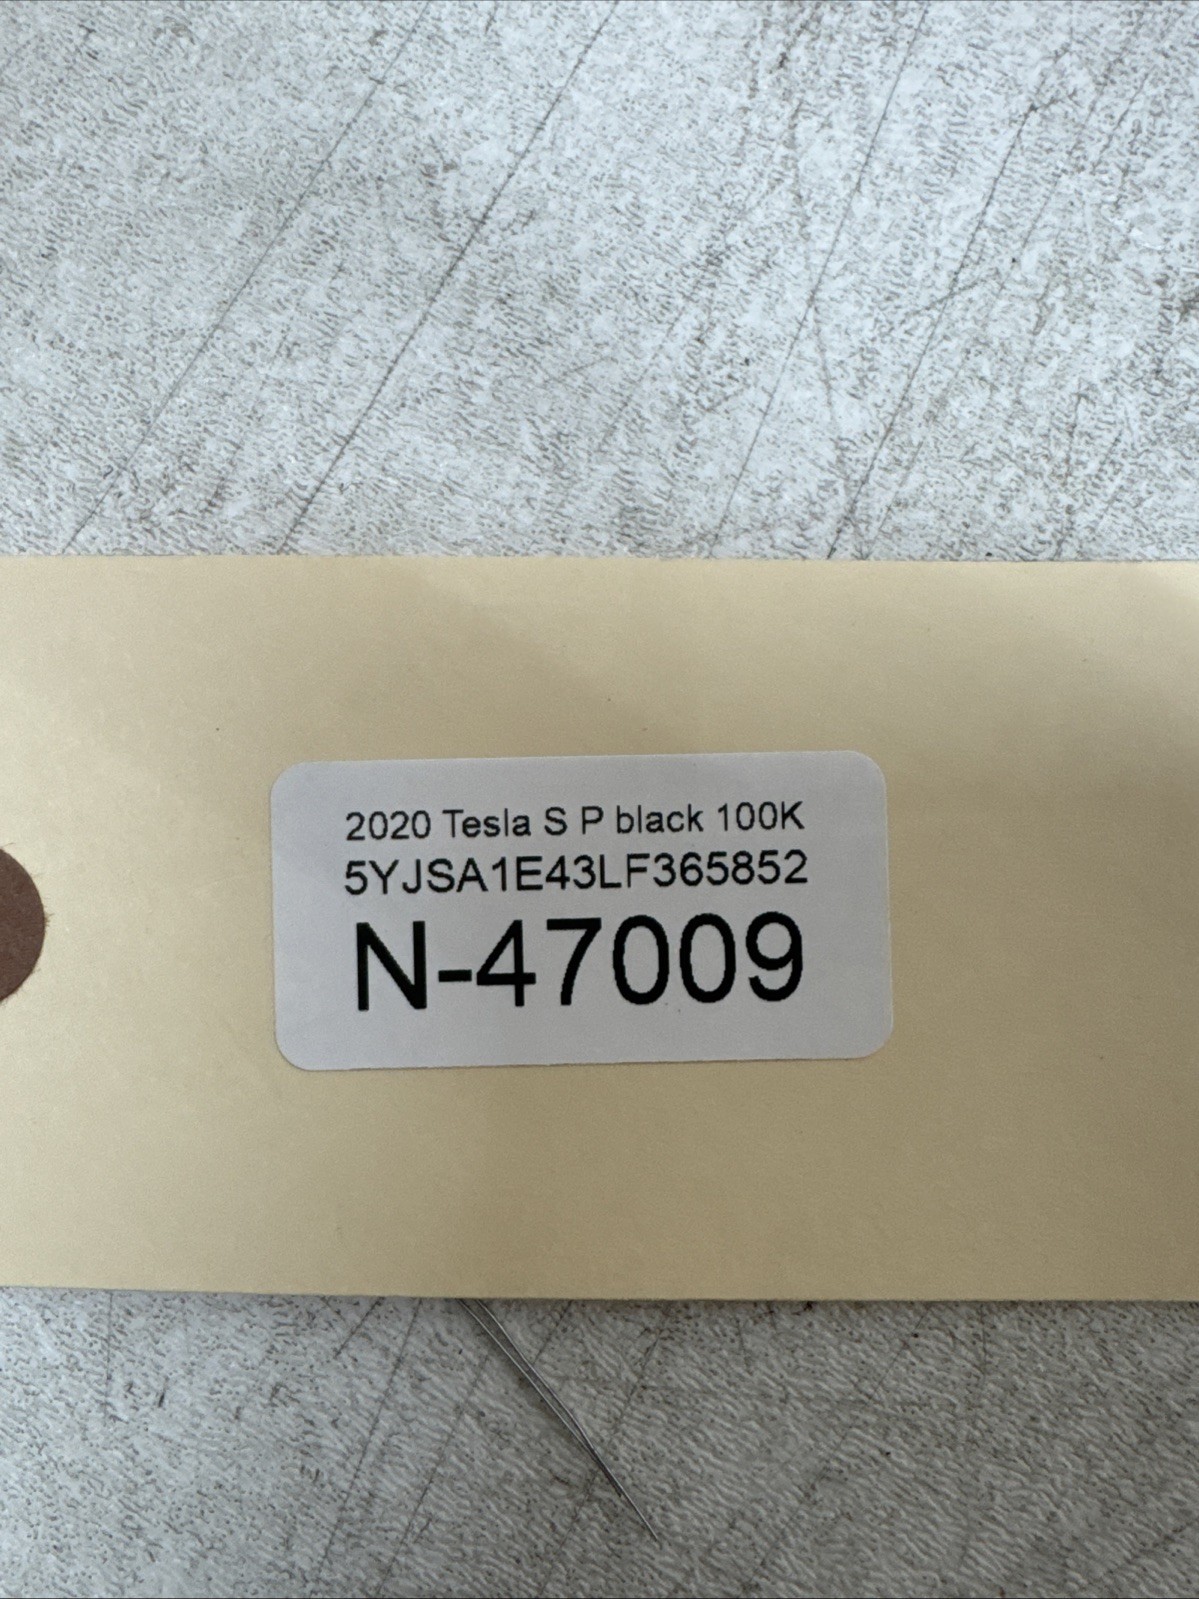 2020 Tesla S P black 100K
5YJSA1E43LF365852
N-47009